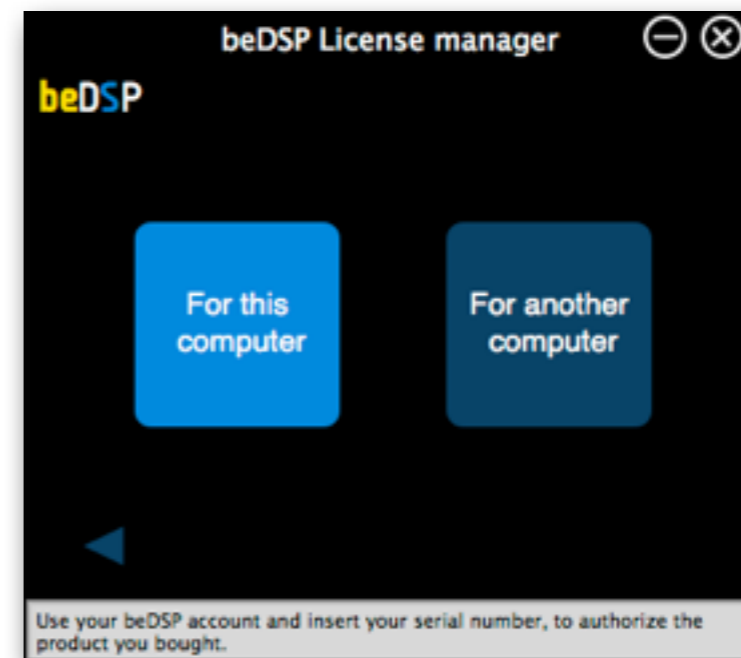 beDSP License manager
beDSP
For this
computer
For another
computer
Use your beDSP account and insert your serial number, to authorize the
product you bought.